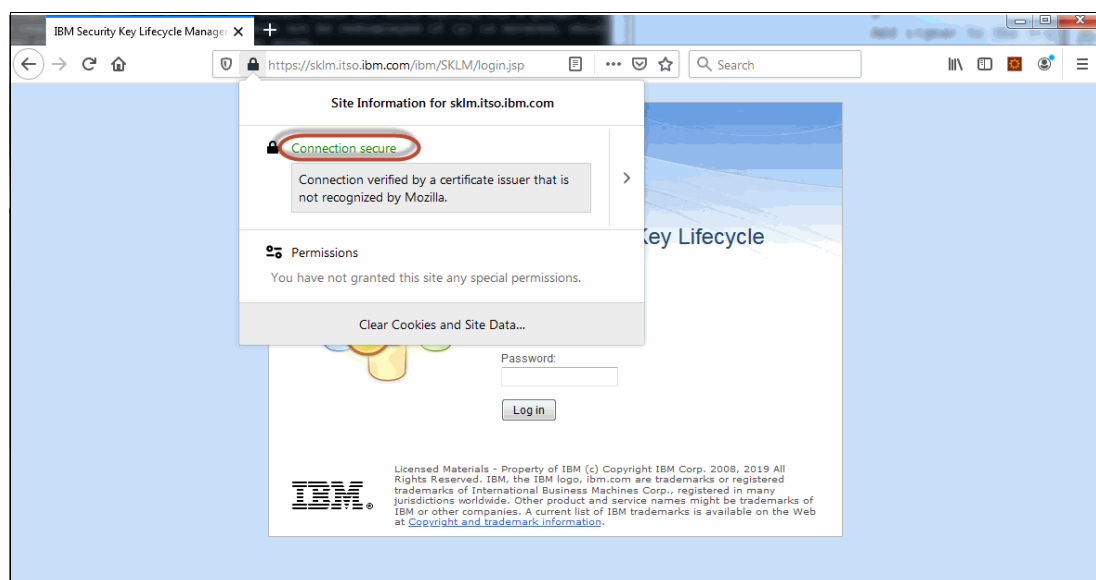 IBM Security Key Lifecycle Manager
https://sklm.itso.ibm.com/ibm/SKLM/login.jsp
Search
Site Information for sklm.itso.ibm.com
Connection secure
Connection verified by a certificate issuer that is
not recognized by Mozilla.
Key Lifecycle
Permissions
You have not granted this site any special permissions.
Clear Cookies and Site Data...
Password:
Log in
Licensed Materials - Property of IBM (c) Copyright IBM Corp. 2008, 2019 All
Rights Reserved. IBM, the IBM logo, ibm.com are trademarks or registered
trademarks of International Business Machines Corp., registered in many
jurisdictions worldwide. Other product and service names might be trademarks of
IBM or other companies. A current list of IBM trademarks is available on the Web
at Copyright and trademark information.
IBM